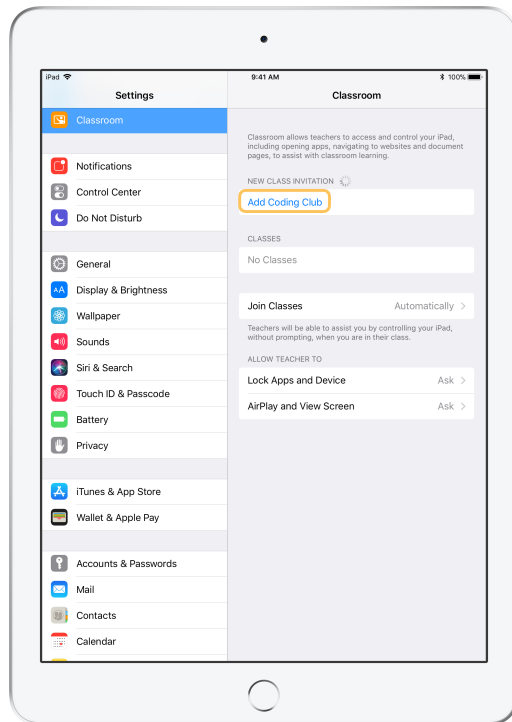 iPad
9:41 AM
100%
Settings
Classroom
Classroom
Notifications
Control Center
Do Not Disturb
General
AA
Display & Brightness
Wallpaper
Sounds
Siri & Search
Touch ID & Passcode
Battery
Privacy
iTunes & App Store
Wallet & Apple Pay
Accounts & Passwords
Mail
Contacts
Calendar
Classroom allows teachers to access and control your iPad,
including opening apps, navigating to websites and document
pages, to assist with classroom learning.
NEW CLASS INVITATION
Add Coding Club
CLASSES
No Classes
Join Classes Automatically
Teachers will be able to assist you by controlling your iPad,
without prompting, when you are in their class.
ALLOW TEACHER TO
Lock Apps and Device Ask
AirPlay and View Screen Ask